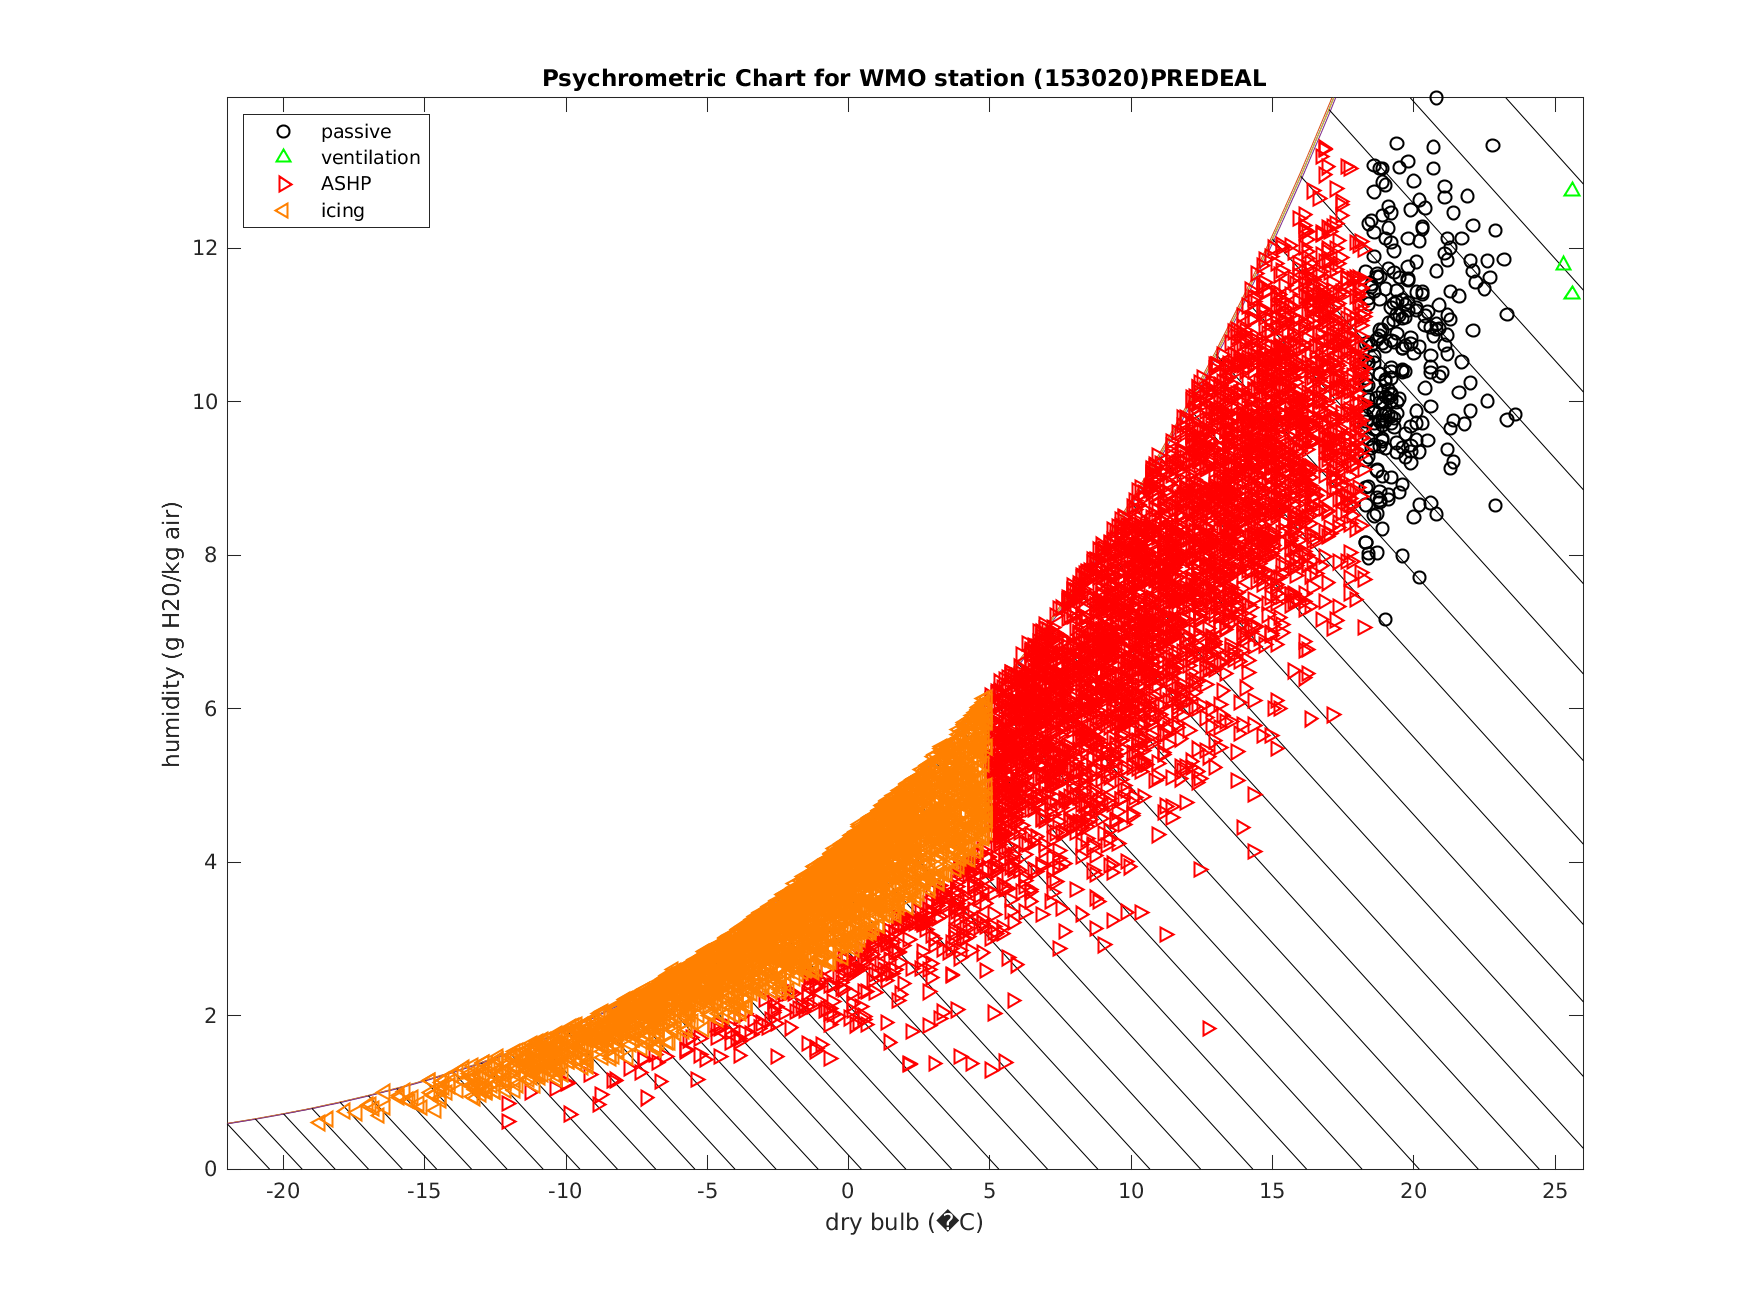 Psychrometric Chart for WMO station (153020)PREDEAL
passive
ventilation
ASHP
icing
humidity (g H20/kg air)
12
10
8
6
4
2
0
-20 -15 -10 -5 0 5 10 15 20 25
dry bulb (�C)